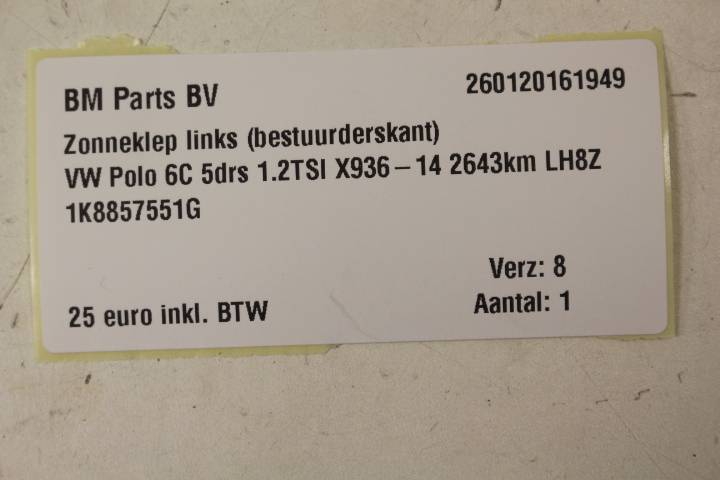 BM Parts BV
260120161949
Zonneklep links (bestuurderskant)
VW Polo 6C 5drs 1.2TSI X936-14 2643km LH8Z
1K8857551G
Verz: 8
25 euro inkl. BTW
Aantal: 1